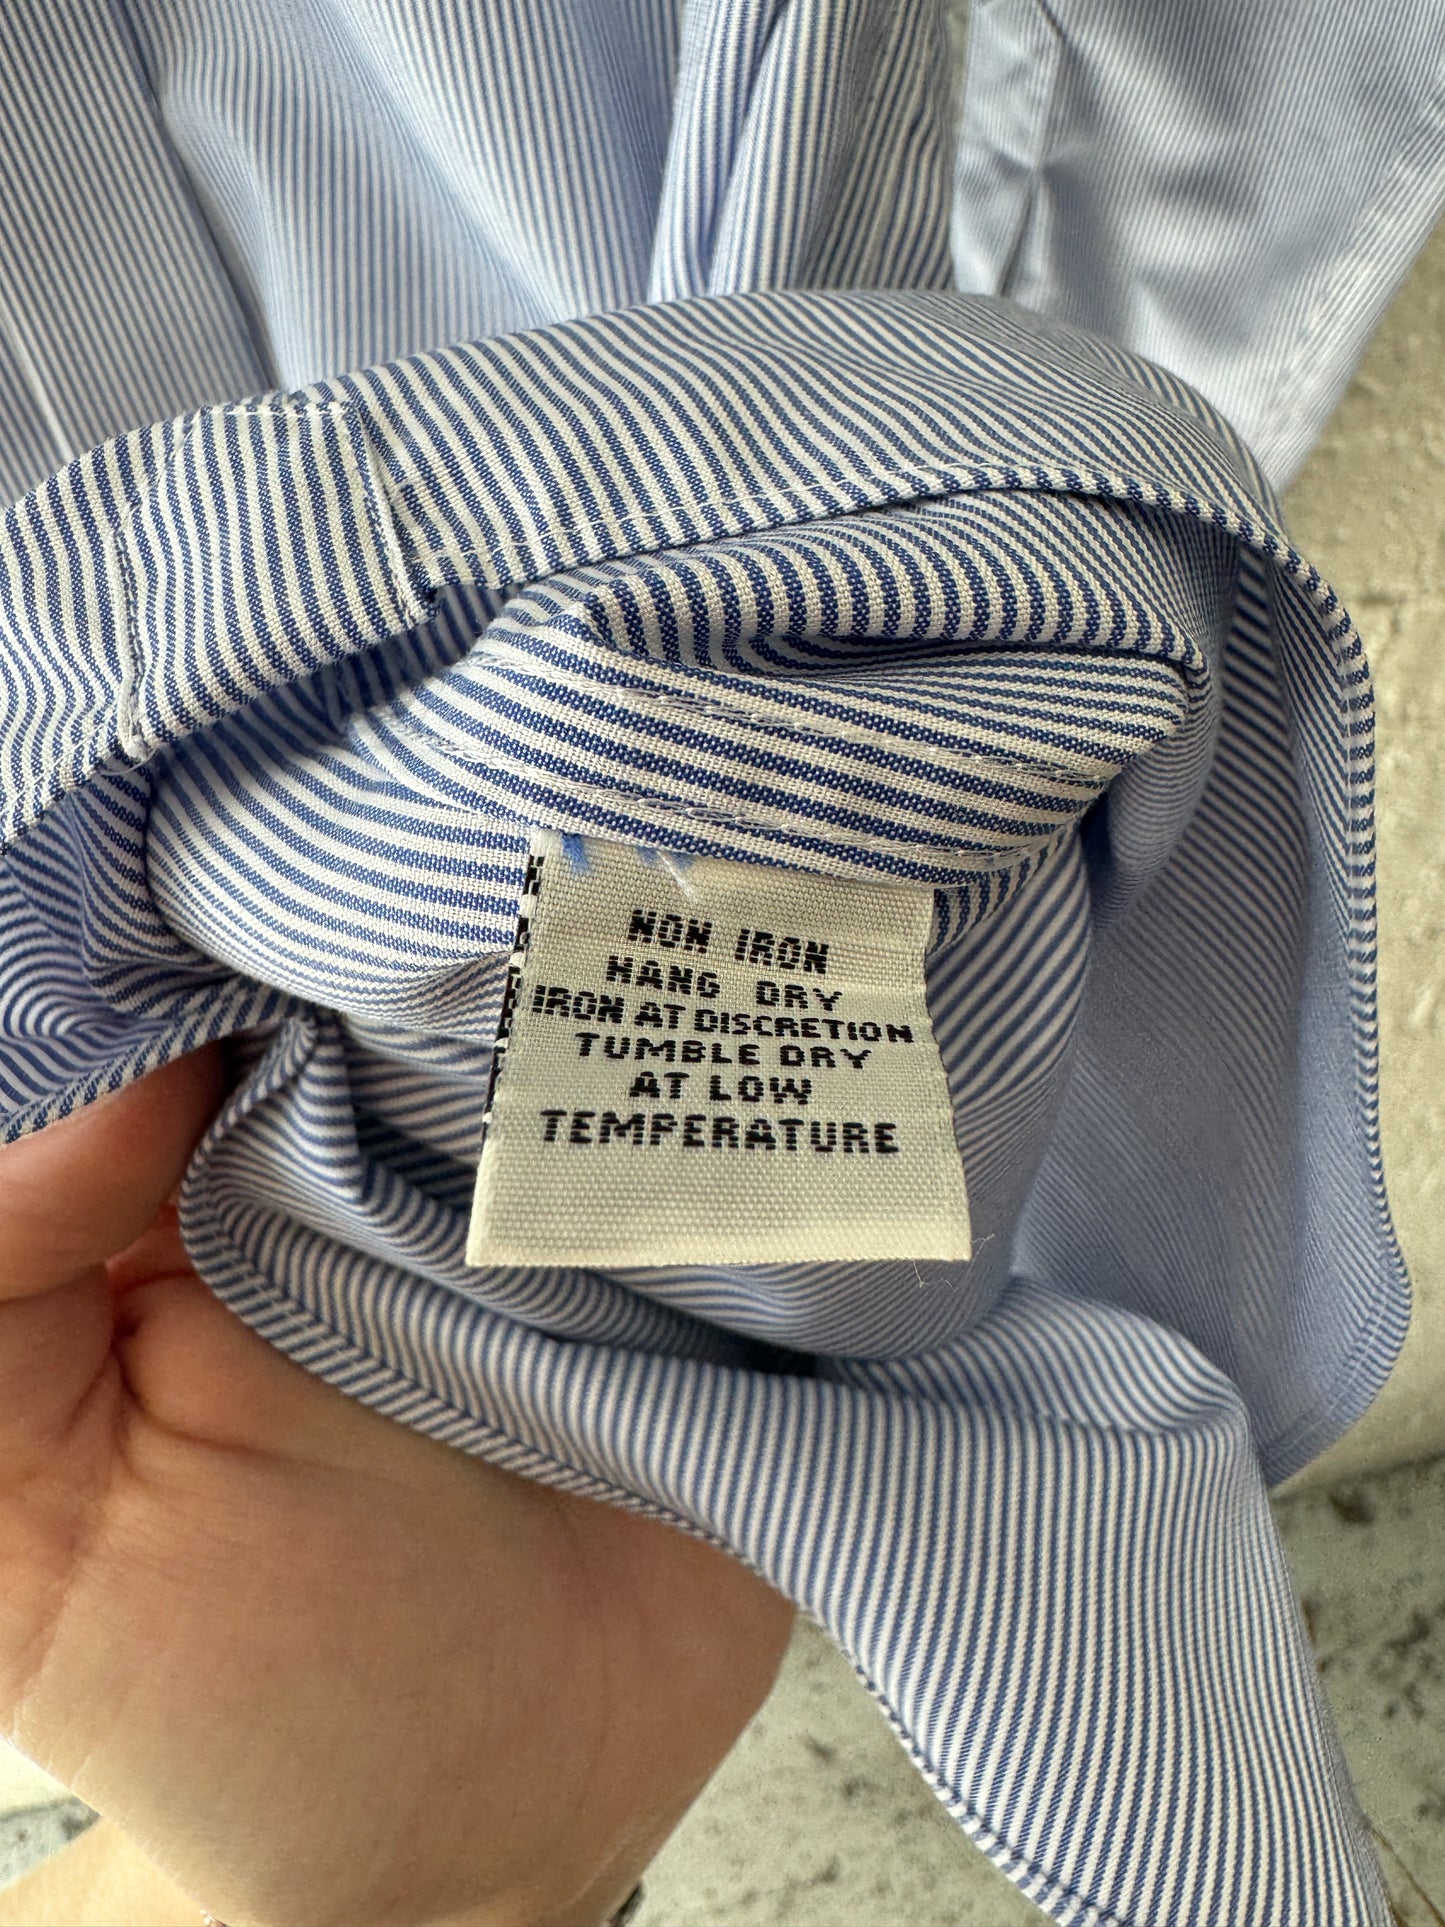 NON IRON
HANG DRY
IRON AT DISCRETION
TUMBLE DRY
AT LOW
TEMPERATURE